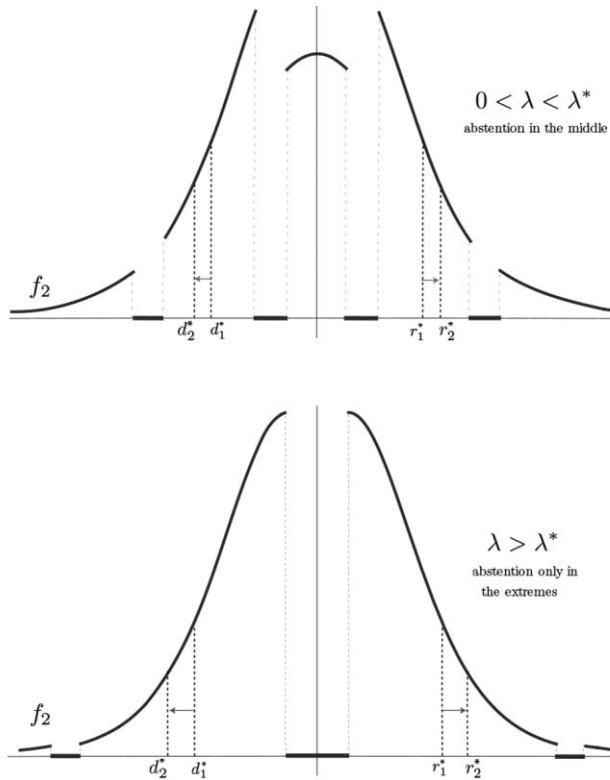 0 < λ < λ*
abstention in the middle
f₂
d₂* d₁* r₁* r₂*
λ > λ*
abstention only in
the extremes
f₂
d₂* d₁* r₁* r₂*